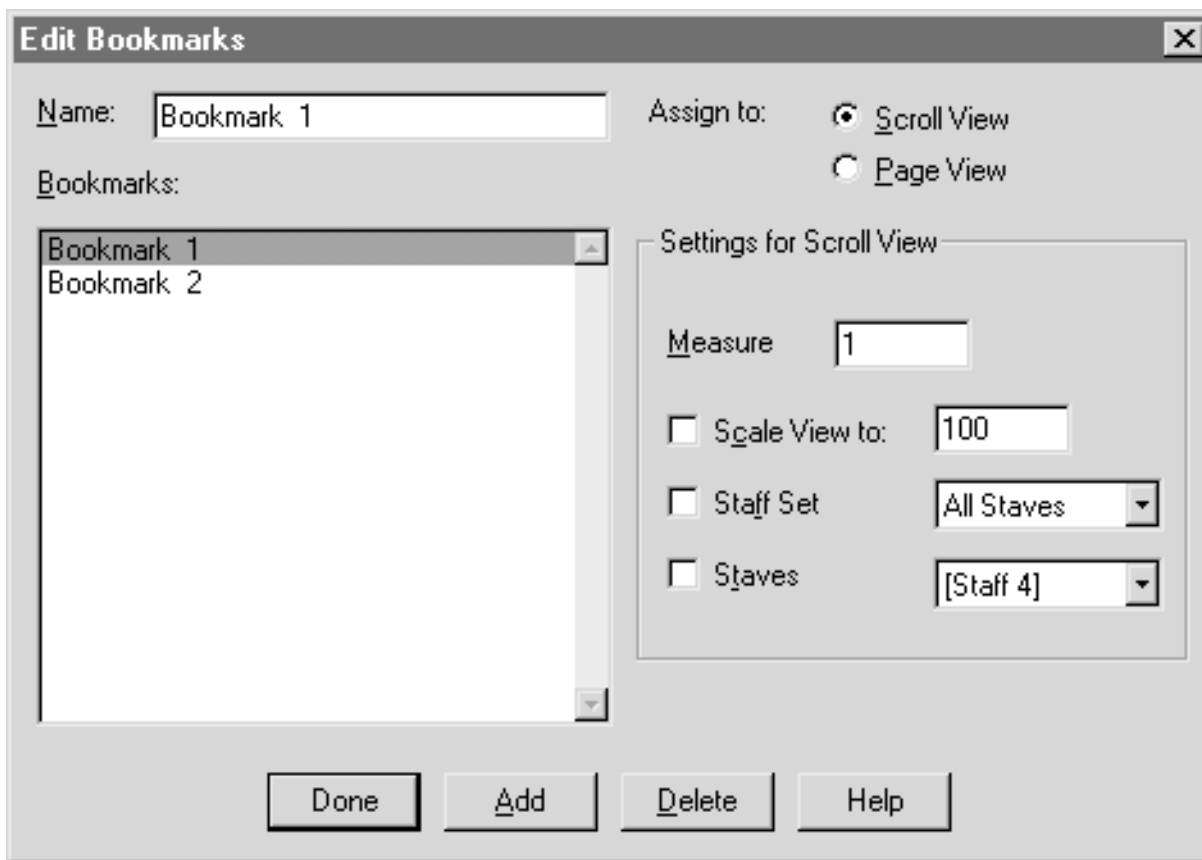 Edit Bookmarks
Name: Bookmark 1
Assign to: Scroll View
Page View
Bookmarks:
Bookmark 1
Bookmark 2
Settings for Scroll View
Measure 1
Scale View to: 100
Staff Set All Staves
Staves [Staff 4]
Done Add Delete Help